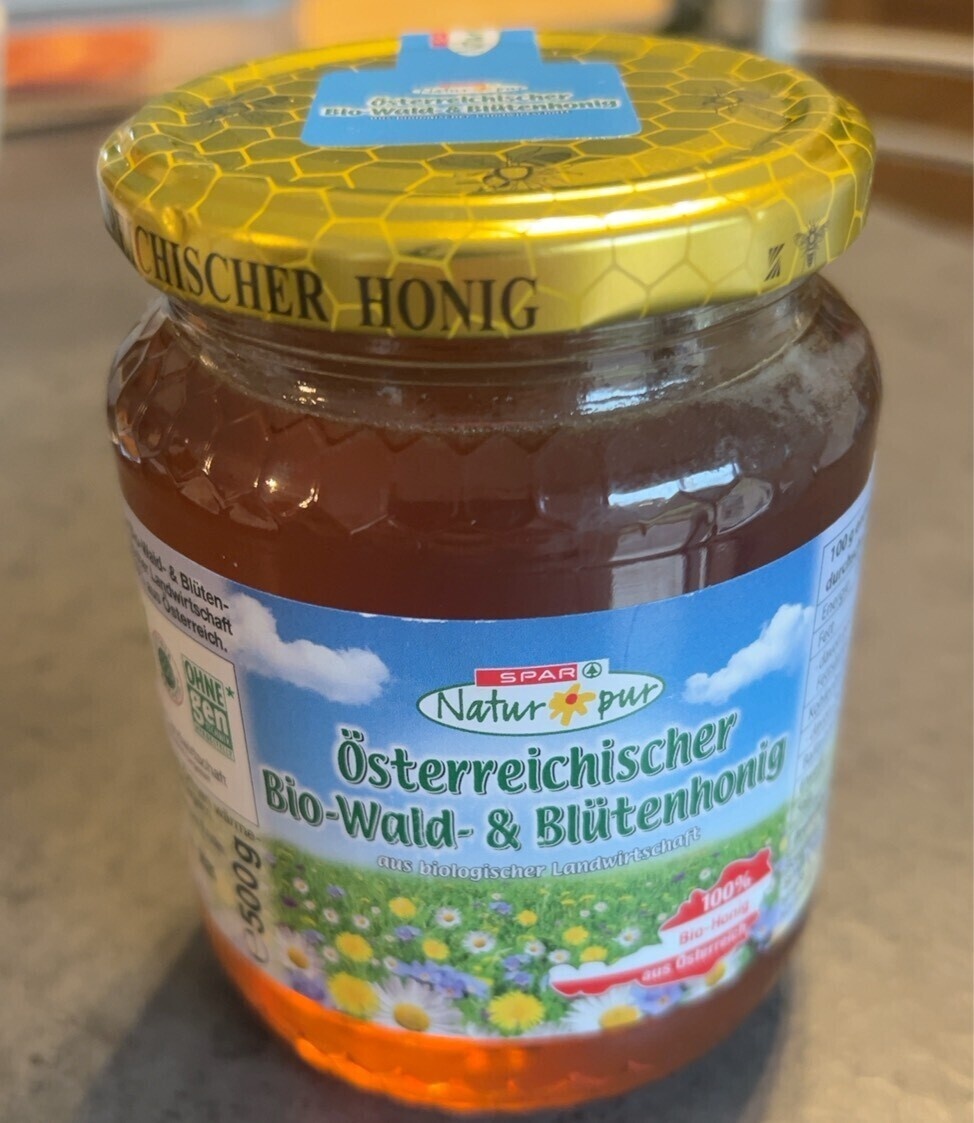 Österreichischer
Bio-Wald- & Blütenhonig
CHISCHER HONIG
& Blüten-
Landwirtschaft
Österreich.
OHNE*
gen
SPAR
Natur pur
Österreichischer
Bio-Wald- & Blütenhonig
aus biologischer Landwirtschaft
100%
Bio-Honig
aus Österreich
℮500g
100 g